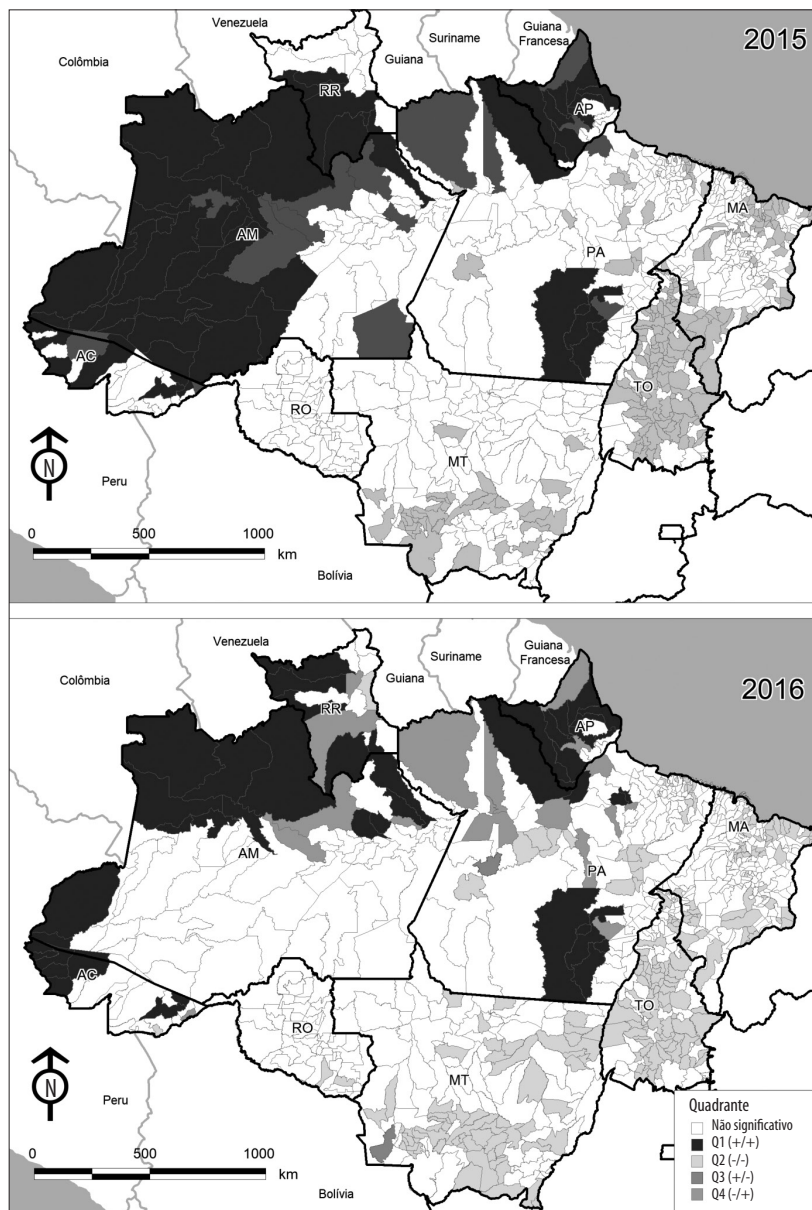 2015
Venezuela
Guiana
Francesa
Suriname
Colômbia
Guiana
RR
AP
AM
MA
PA
AC
TO
RO
MT
N
Peru
0 500 1000
km
Bolívia
2016
Venezuela
Guiana
Francesa
Suriname
Colômbia
Guiana
RR
AP
MA
AM
PA
AC
TO
RO
MT
N
Peru
0 500 1000
km
Bolívia
Quadrante
Não significativo
Q1 (+/+)
Q2 (-/-)
Q3 (+/-)
Q4 (-/+)